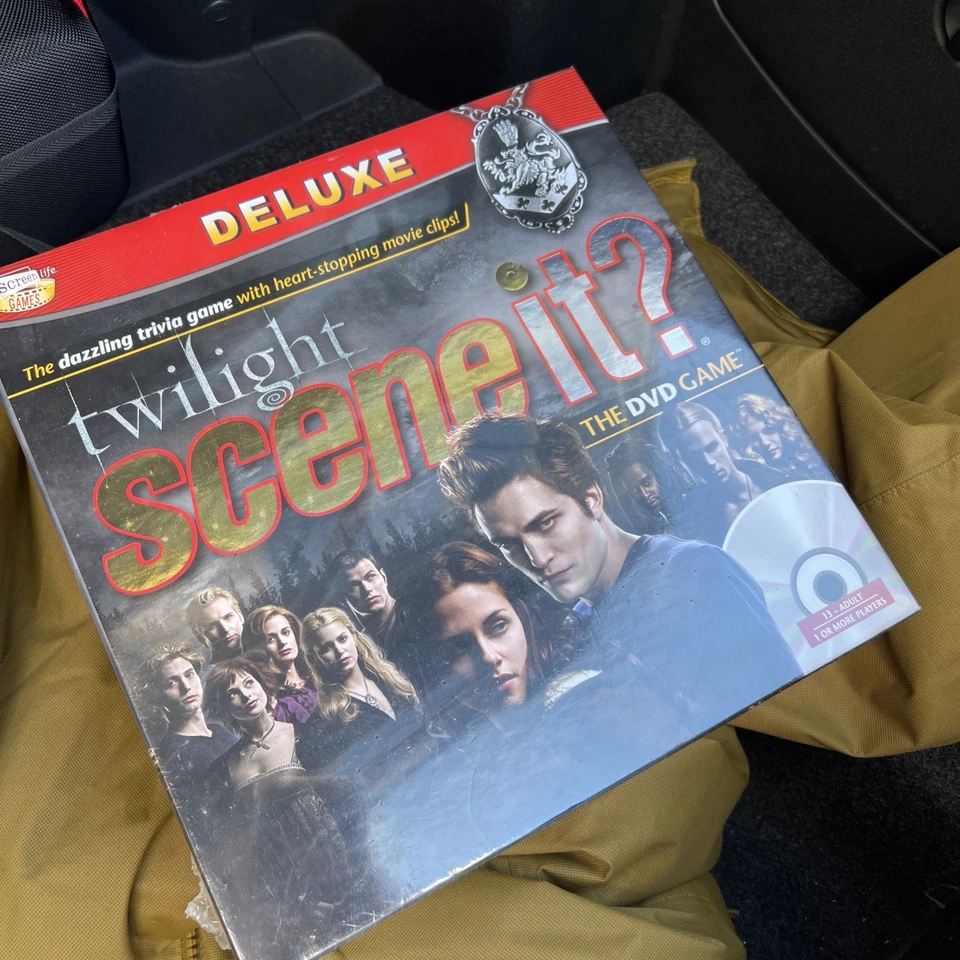 DELUXE
screenlife
GAMES
The dazzling trivia game with heart-stopping movie clips!
twilight
scene it?®
THE DVD GAME™
13 – ADULT
1 OR MORE PLAYERS